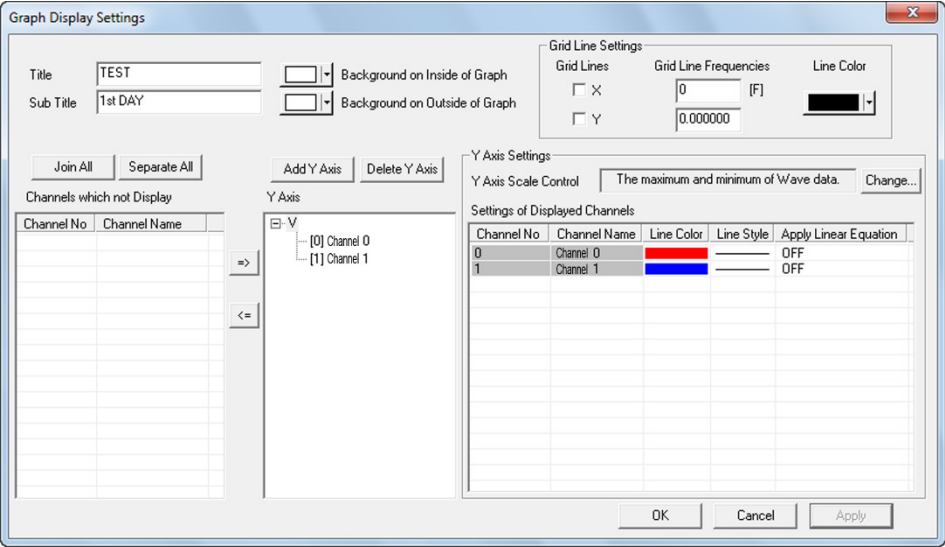 Graph Display Settings
Title TEST
Sub Title 1st DAY
Background on Inside of Graph
Background on Outside of Graph
Grid Line Settings
Grid Lines Grid Line Frequencies Line Color
X 0 [F]
Y 0.000000
Join All Separate All
Channels which not Display
Channel No Channel Name
=>
<=
Add Y Axis Delete Y Axis
Y Axis
V
[0] Channel 0
[1] Channel 1
Y Axis Settings
Y Axis Scale Control The maximum and minimum of Wave data. Change...
Settings of Displayed Channels
Channel No Channel Name Line Color Line Style Apply Linear Equation
0 Channel 0 OFF
1 Channel 1 OFF
OK Cancel Apply